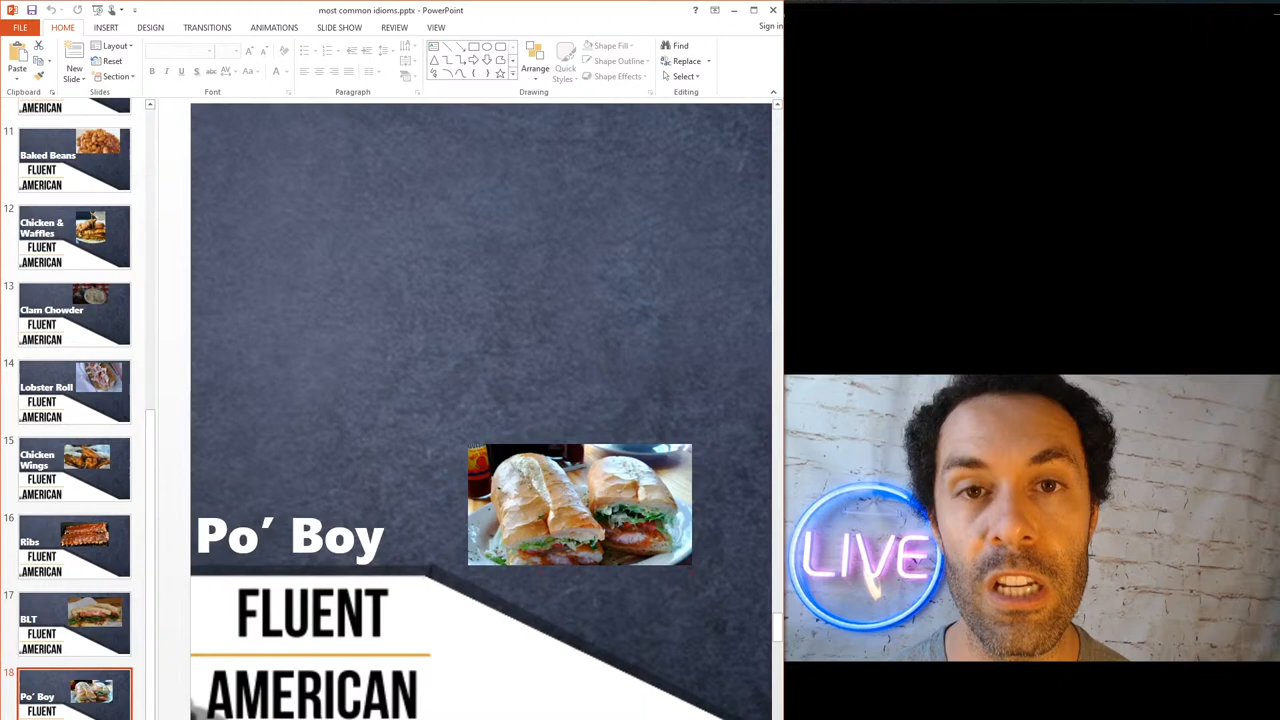 most common idioms.pptx - PowerPoint
Sign in
FILE HOME INSERT DESIGN TRANSITIONS ANIMATIONS SLIDE SHOW REVIEW VIEW
Paste
New Slide
Layout
Reset
Section
B I U S abc AV Aa A
Arrange
Quick Styles
Shape Fill
Shape Outline
Shape Effects
Find
Replace
Select
Clipboard Slides Font Paragraph Drawing Editing
AMERICAN
11
Baked Beans
FLUENT
AMERICAN
12
Chicken &
Waffles
FLUENT
AMERICAN
13
Clam Chowder
FLUENT
AMERICAN
14
Lobster Roll
FLUENT
AMERICAN
15
Chicken
Wings
FLUENT
AMERICAN
16
Ribs
FLUENT
AMERICAN
17
BLT
FLUENT
AMERICAN
18
Po’ Boy
FLUENT
Po’ Boy
FLUENT
AMERICAN
LIVE